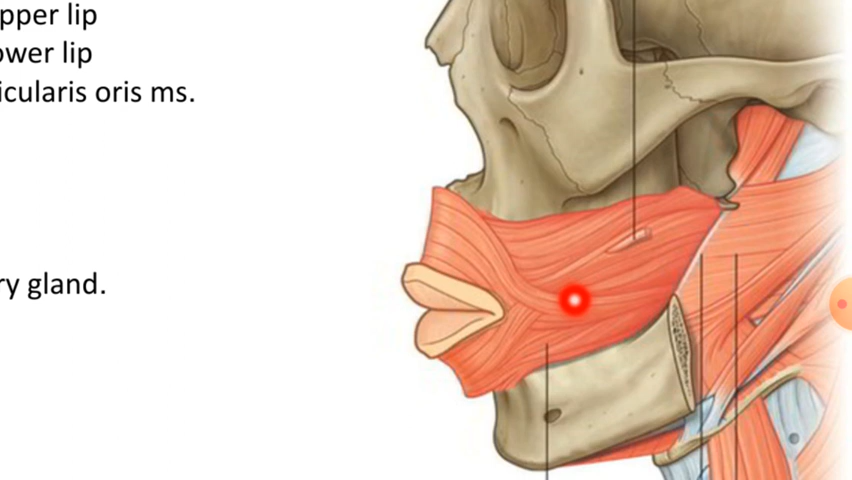 pper lip
ower lip
icularis oris ms.
ry gland.